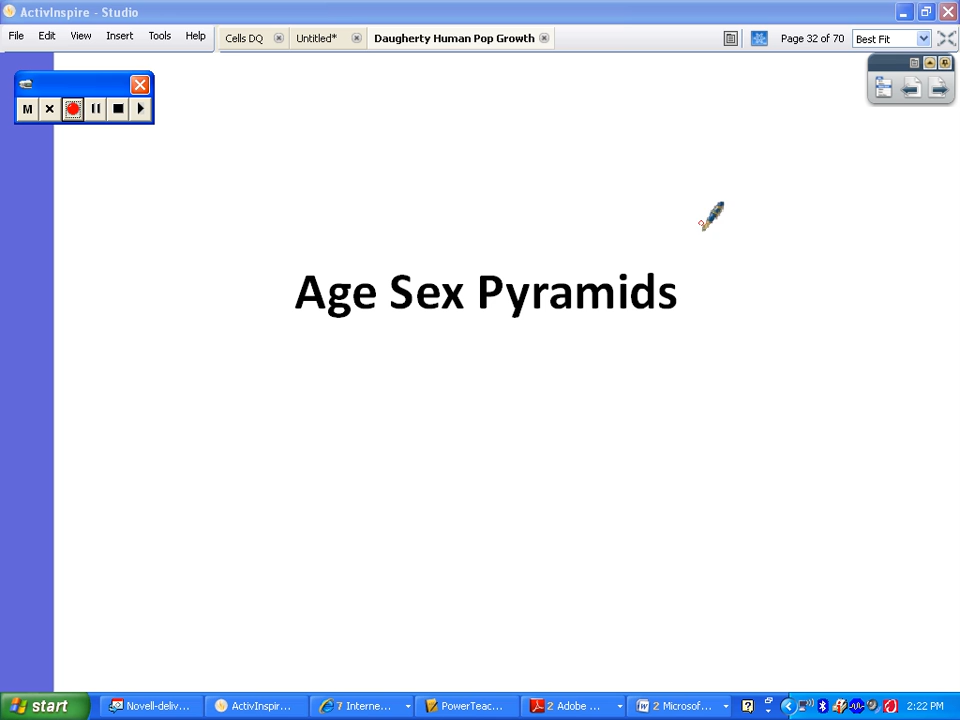 ActivInspire - Studio
File Edit View Insert Tools Help
Cells DQ
Untitled*
Daugherty Human Pop Growth
Page 32 of 70
Best Fit
M
Age Sex Pyramids
start
Novell-deliv...
ActivInspir...
7 Interne...
PowerTeac...
2 Adobe ...
2 Microsof...
2:22 PM